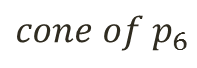 cone of p₆